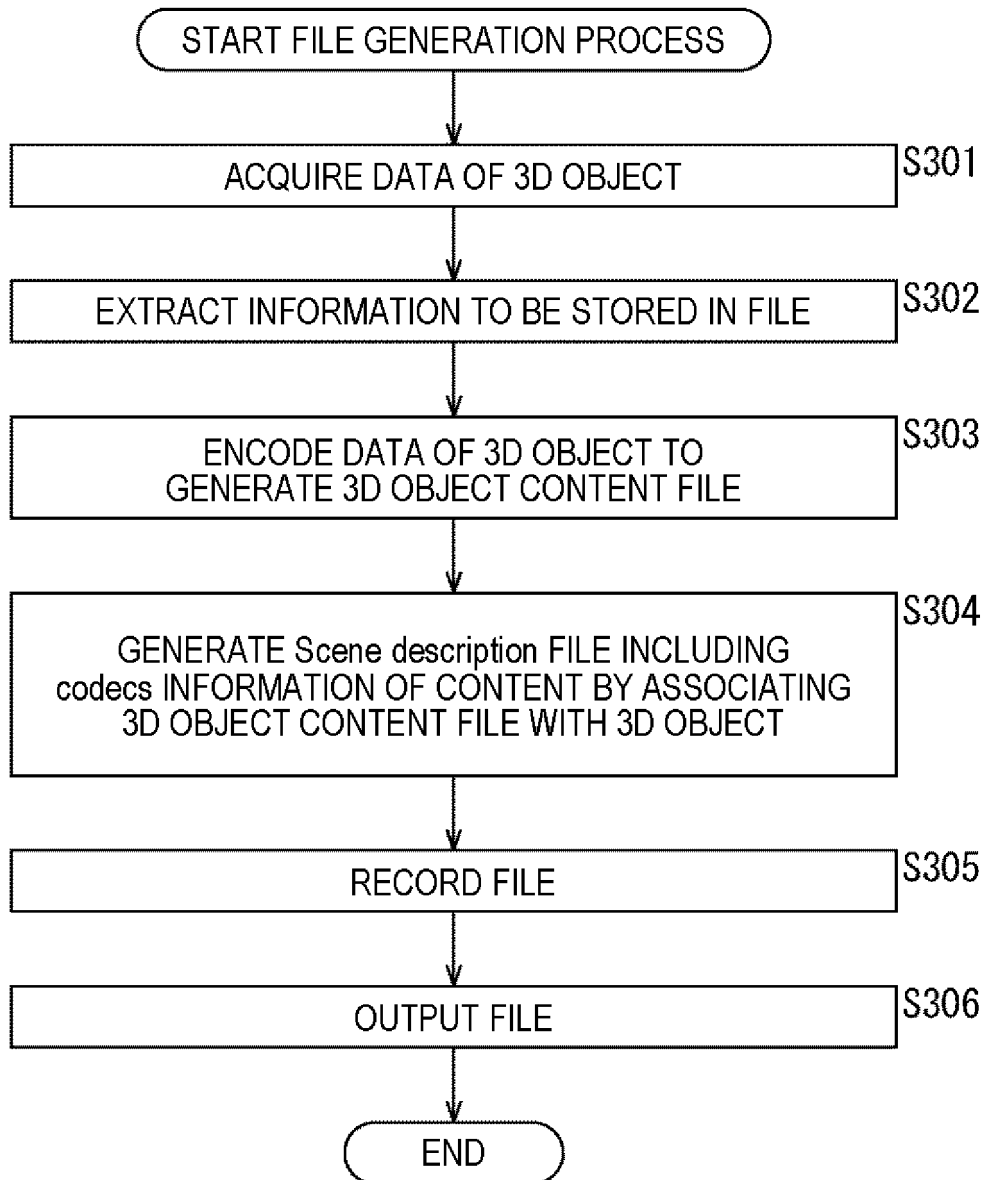 START FILE GENERATION PROCESS
ACQUIRE DATA OF 3D OBJECT
S301
EXTRACT INFORMATION TO BE STORED IN FILE
S302
ENCODE DATA OF 3D OBJECT TO
GENERATE 3D OBJECT CONTENT FILE
S303
GENERATE Scene description FILE INCLUDING
codecs INFORMATION OF CONTENT BY ASSOCIATING
3D OBJECT CONTENT FILE WITH 3D OBJECT
S304
RECORD FILE
S305
OUTPUT FILE
S306
END